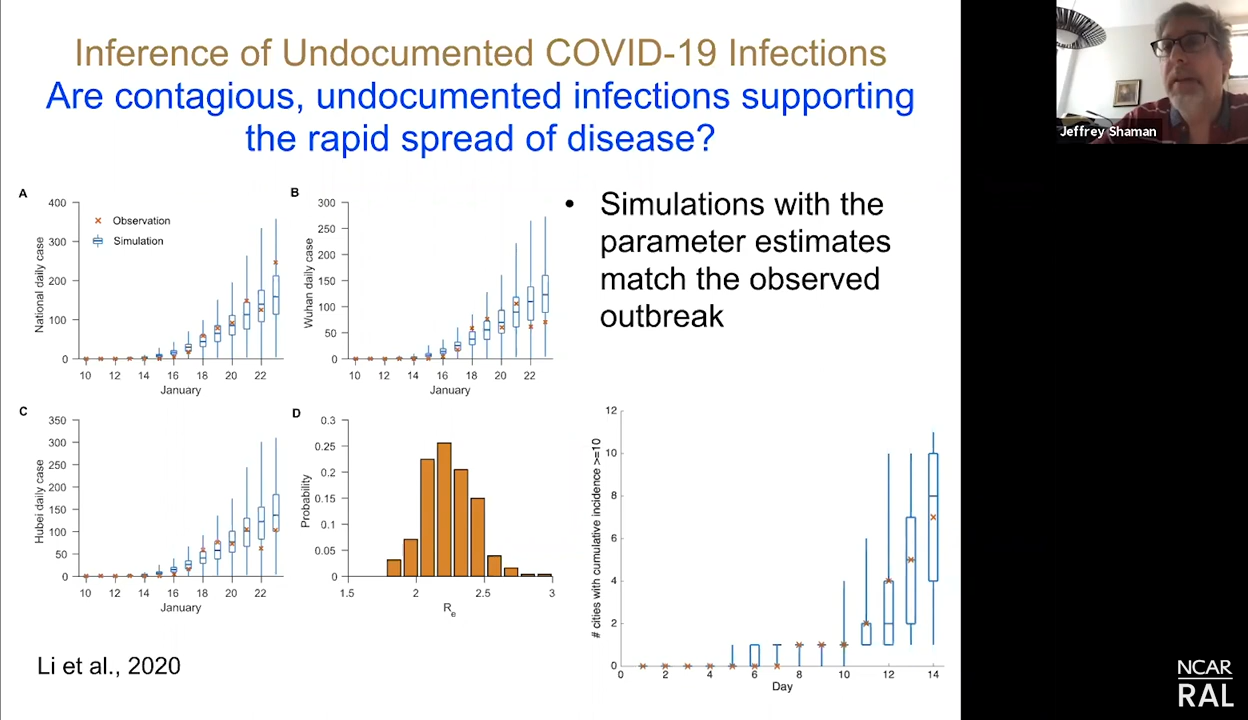 Inference of Undocumented COVID-19 Infections
Are contagious, undocumented infections supporting
the rapid spread of disease?
Jeffrey Shaman
A
400
300
200
100
0
National daily case
Observation
Simulation
10 12 14 16 18 20 22
January
B
300
250
200
150
100
50
0
Wuhan daily case
10 12 14 16 18 20 22
January
• Simulations with the
parameter estimates
match the observed
outbreak
C
350
300
250
200
150
100
50
0
Hubei daily case
10 12 14 16 18 20 22
January
D
0.3
0.25
0.2
0.15
0.1
0.05
0
Probability
1.5 2 2.5 3
Re
12
10
8
6
4
2
0
# cities with cumulative incidence >=10
0 2 4 6 8 10 12 14
Day
Li et al., 2020
NCAR
RAL